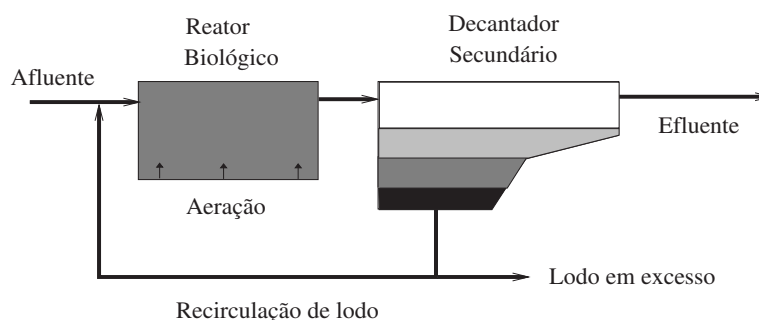 Reator
Biológico
Decantador
Secundário
Afluente
Efluente
Aeração
Lodo em excesso
Recirculação de lodo